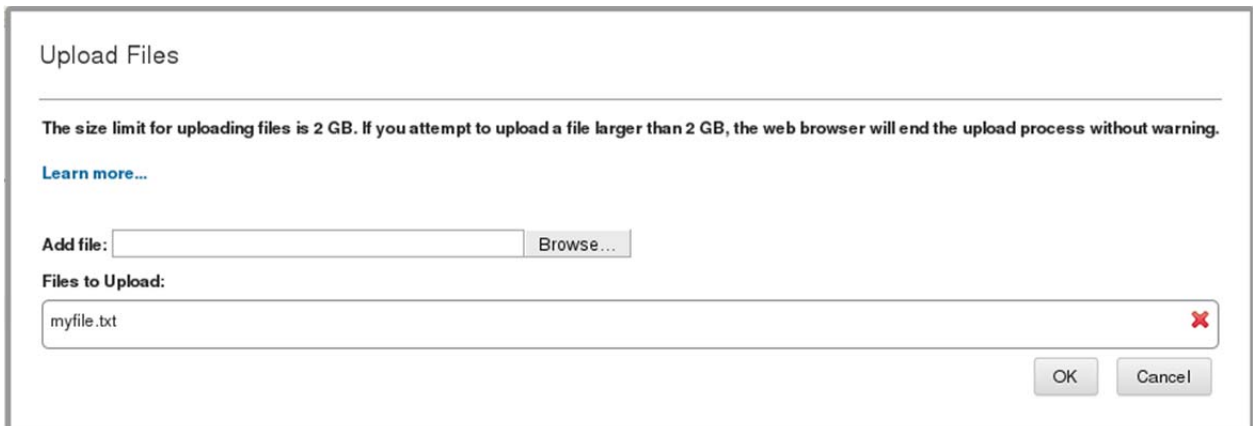 Upload Files
The size limit for uploading files is 2 GB. If you attempt to upload a file larger than 2 GB, the web browser will end the upload process without warning.
Learn more...
Add file: Browse...
Files to Upload:
myfile.txt
OK Cancel